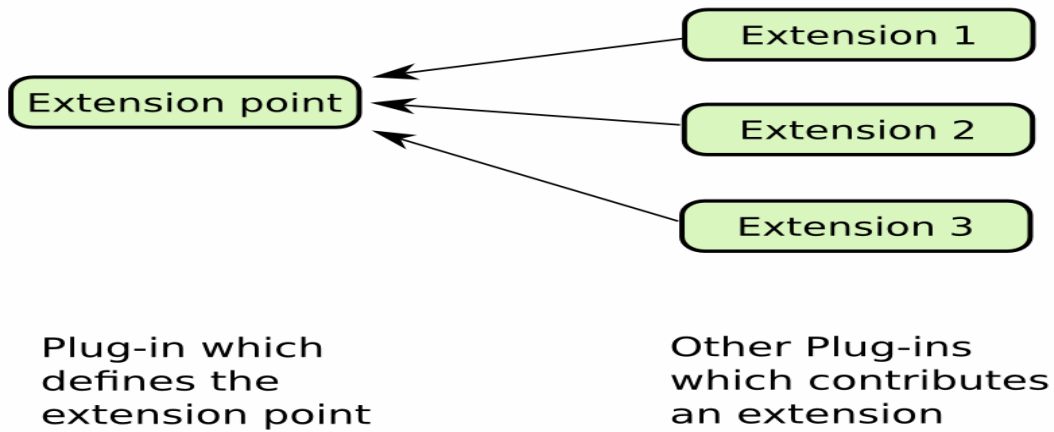 Extension point
Extension 1
Extension 2
Extension 3
Plug-in which
defines the
extension point
Other Plug-ins
which contributes
an extension